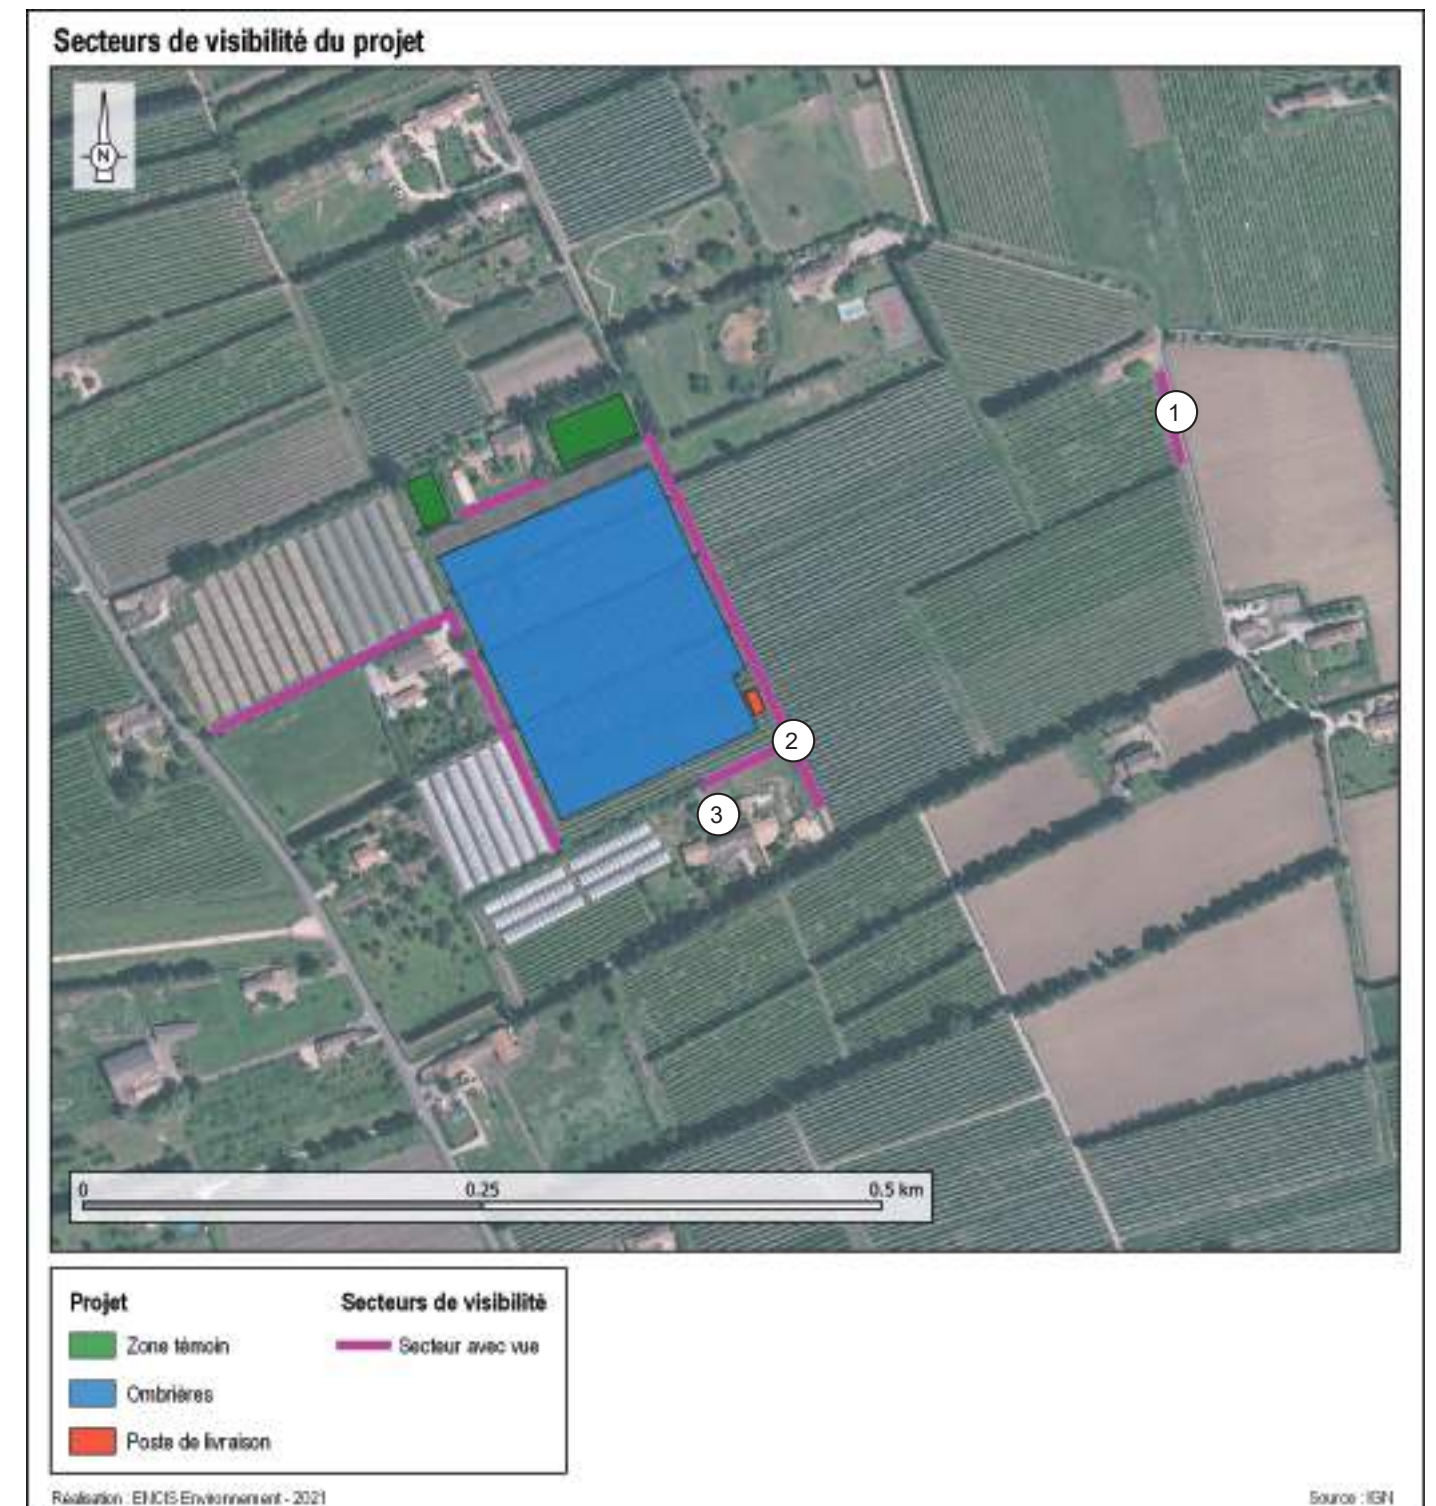 Secteurs de visibilité du projet
N
1
2
3
0 0.25 0.5 km
Projet
Secteurs de visibilité
Zone témoin
Secteur avec vue
Ombrières
Poste de livraison
Réalisation : ENCIS Environnement - 2021
Source : IGN